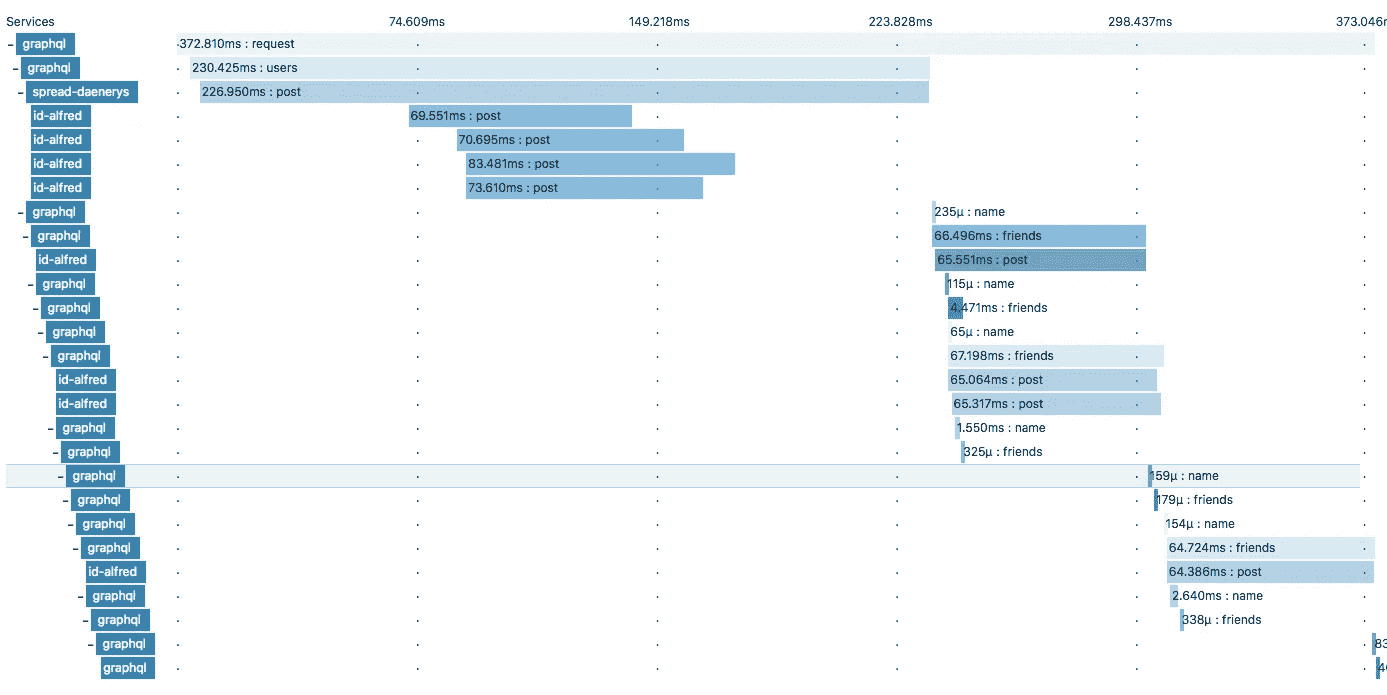 Services 74.609ms 149.218ms 223.828ms 298.437ms 373.046
graphql 372.810ms : request
graphql 230.425ms : users
spread-daenerys 226.950ms : post
id-alfred 69.551ms : post
id-alfred 70.695ms : post
id-alfred 83.481ms : post
id-alfred 73.610ms : post
graphql 235μ : name
graphql 66.496ms : friends
id-alfred 65.551ms : post
graphql 115μ : name
graphql 4.471ms : friends
graphql 65μ : name
graphql 67.198ms : friends
id-alfred 65.064ms : post
id-alfred 65.317ms : post
graphql 1.550ms : name
graphql 325μ : friends
graphql 159μ : name
graphql 179μ : friends
graphql 154μ : name
graphql 64.724ms : friends
id-alfred 64.386ms : post
graphql 2.640ms : name
graphql 338μ : friends
graphql 83
graphql